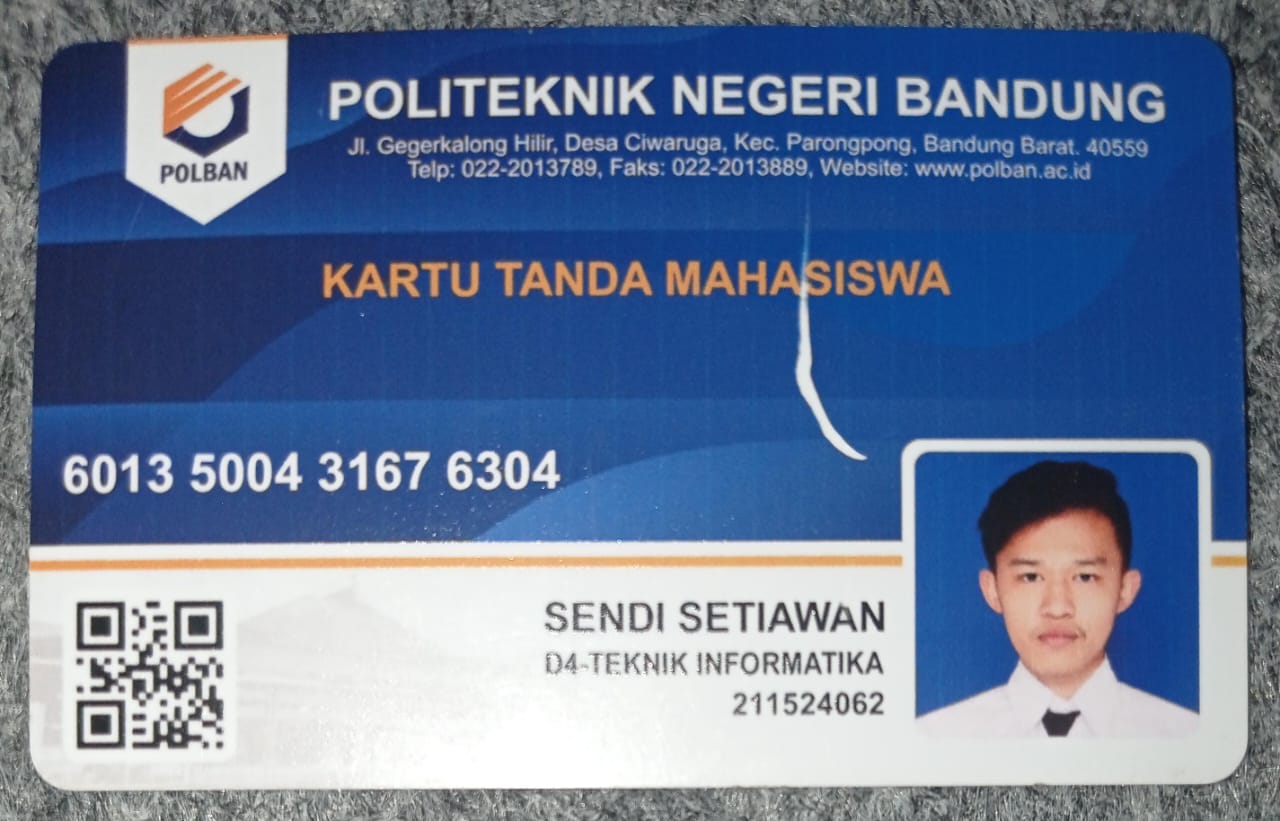 POLBAN
POLITEKNIK NEGERI BANDUNG
Jl. Gegerkalong Hilir, Desa Ciwaruga, Kec. Parongpong, Bandung Barat. 40559
Telp: 022-2013789, Faks: 022-2013889, Website: www.polban.ac.id
KARTU TANDA MAHASISWA
6013 5004 3167 6304
SENDI SETIAWAN
D4-TEKNIK INFORMATIKA
211524062